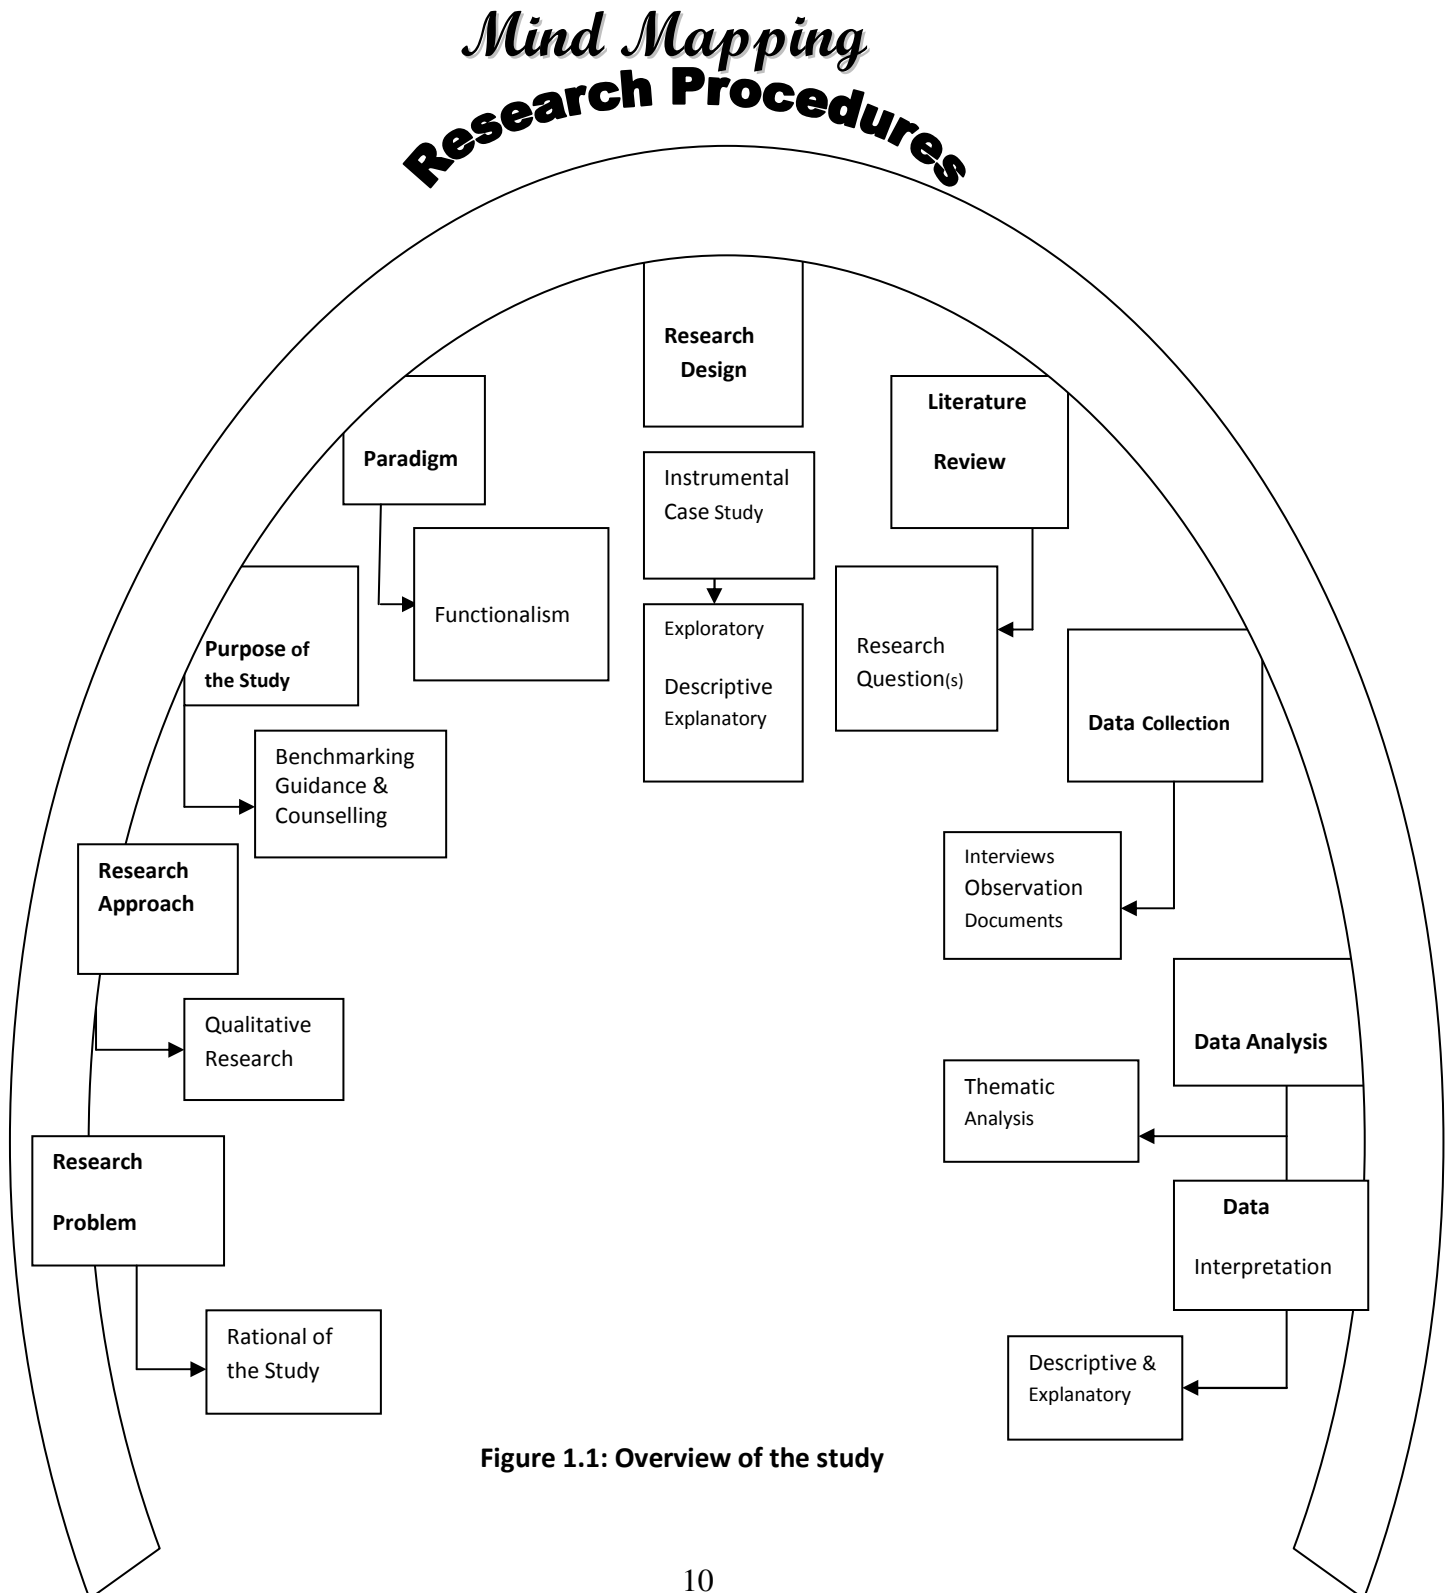 Mind Mapping
Research Procedures
Research
Design
Literature
Review
Paradigm
Instrumental
Case Study
Functionalism
Exploratory
Descriptive
Explanatory
Research
Question(s)
Purpose of
the Study
Data Collection
Benchmarking
Guidance &
Counselling
Interviews
Observation
Documents
Research
Approach
Qualitative
Research
Data Analysis
Thematic
Analysis
Research
Problem
Data
Interpretation
Rational of
the Study
Descriptive &
Explanatory
Figure 1.1: Overview of the study
10